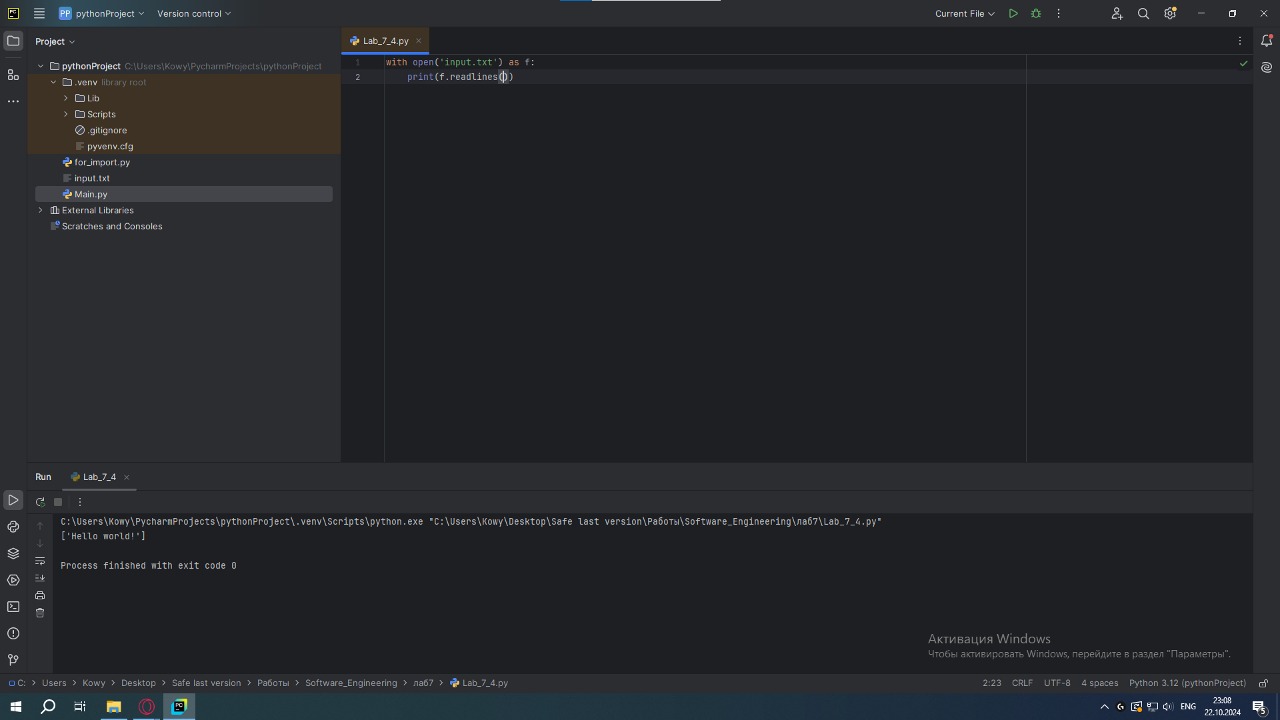 PP pythonProject Version control Current File
Project
Lab_7_4.py
pythonProject C:\Users\Kowy\PycharmProjects\pythonProject
.venv library root
Lib
Scripts
.gitignore
pyvenv.cfg
for_import.py
input.txt
Main.py
External Libraries
Scratches and Consoles
1 with open('input.txt') as f:
2 print(f.readlines())
Run Lab_7_4
C:\Users\Kowy\PycharmProjects\pythonProject\.venv\Scripts\python.exe "C:\Users\Kowy\Desktop\Safe last version\Работы\Software_Engineering\лаб7\Lab_7_4.py"
['Hello world!']
Process finished with exit code 0
Активация Windows
Чтобы активировать Windows, перейдите в раздел "Параметры".
C: Users Kowy Desktop Safe last version Работы Software_Engineering лаб7 Lab_7_4.py 2:23 CRLF UTF-8 4 spaces Python 3.12 (pythonProject)
PC ENG 23:08
22.10.2024